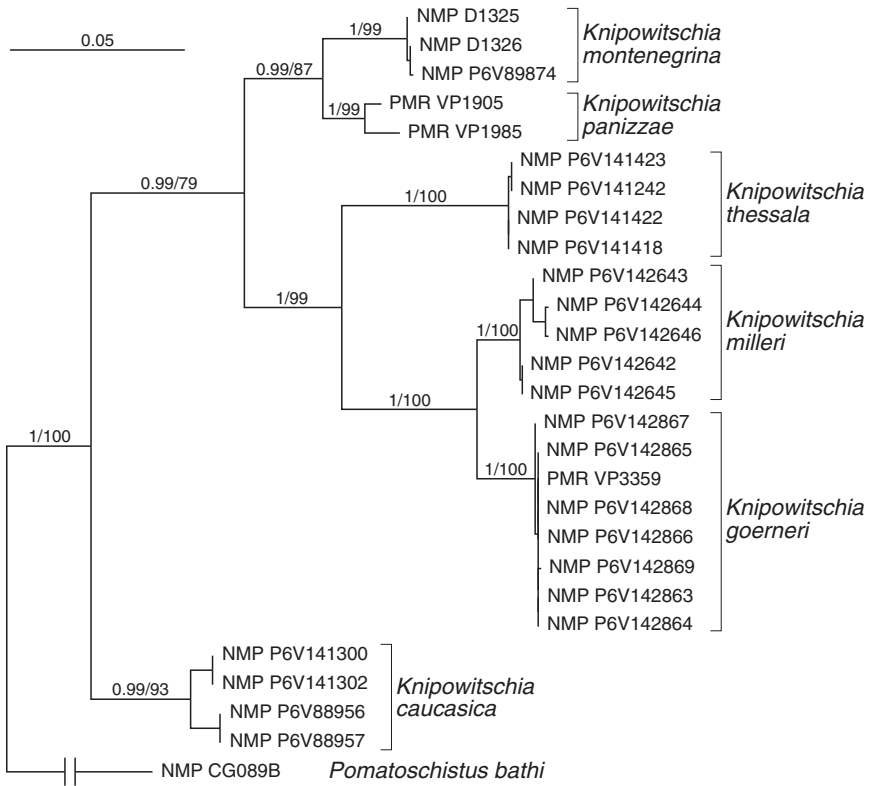 0.05
NMP D1325
NMP D1326
NMP P6V89874
1/99
Knipowitschia
montenegrina
0.99/87
PMR VP1905
PMR VP1985
1/99
Knipowitschia
panizzae
0.99/79
NMP P6V141423
NMP P6V141242
NMP P6V141422
NMP P6V141418
1/100
Knipowitschia
thessala
1/99
NMP P6V142643
NMP P6V142644
NMP P6V142646
NMP P6V142642
NMP P6V142645
1/100
Knipowitschia
milleri
1/100
NMP P6V142867
NMP P6V142865
PMR VP3359
NMP P6V142868
NMP P6V142866
NMP P6V142869
NMP P6V142863
NMP P6V142864
1/100
Knipowitschia
goerneri
1/100
NMP P6V141300
NMP P6V141302
NMP P6V88956
NMP P6V88957
0.99/93
Knipowitschia
caucasica
NMP CG089B
Pomatoschistus bathi